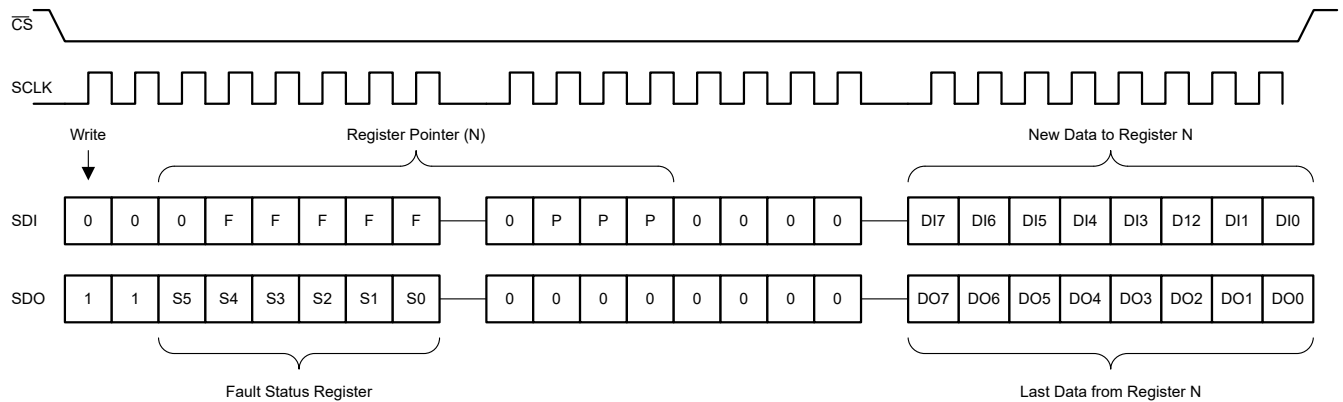 CS
SCLK
Write
Register Pointer (N)
New Data to Register N
SDI 0 0 0 F F F F F 0 P P P 0 0 0 0 DI7 DI6 DI5 DI4 DI3 D12 DI1 DI0
SDO 1 1 S5 S4 S3 S2 S1 S0 0 0 0 0 0 0 0 0 DO7 DO6 DO5 DO4 DO3 DO2 DO1 DO0
Fault Status Register
Last Data from Register N